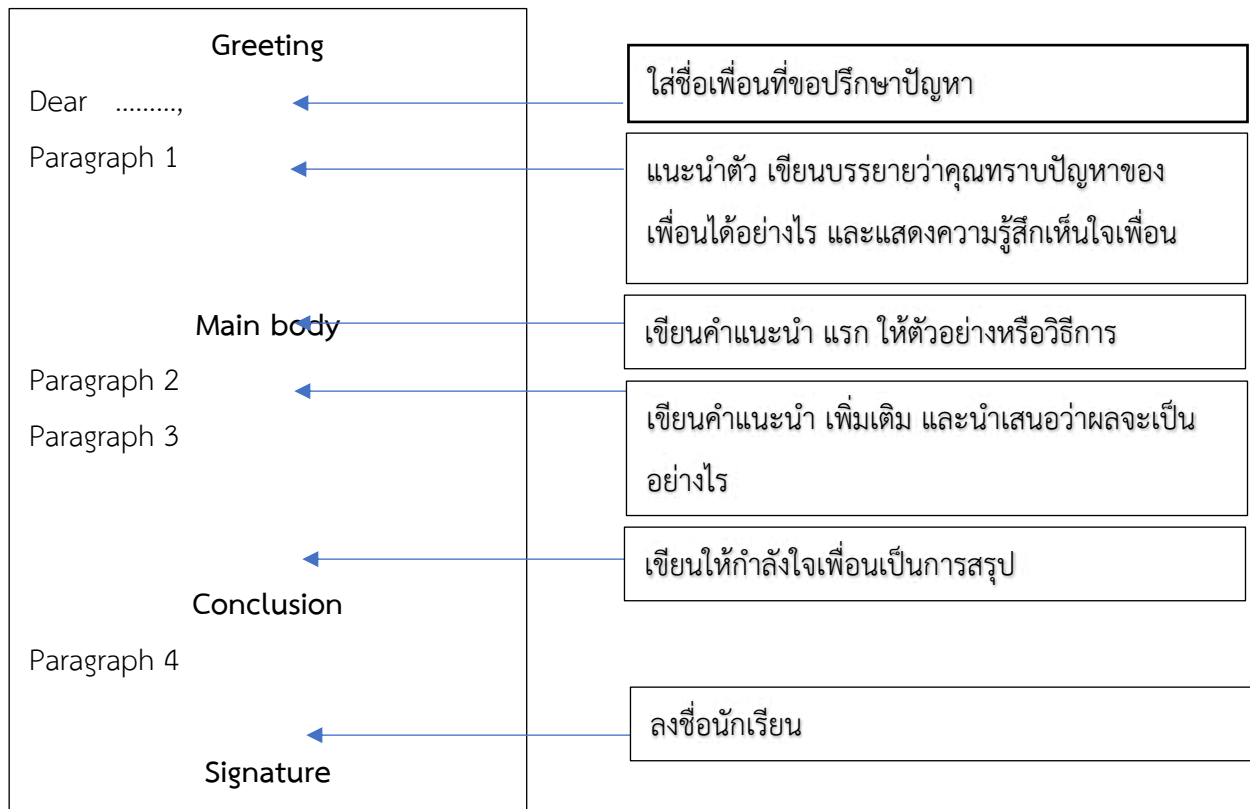 Greeting
ใส่ชื่อเพื่อนที่ขอปรึกษาปัญหา
Dear ………,
Paragraph 1
แนะนำตัว เขียนบรรยายว่าคุณทราบปัญหาของ
เพื่อนได้อย่างไร และแสดงความรู้สึกเห็นใจเพื่อน
Main body
เขียนคำแนะนำ แรก ให้ตัวอย่างหรือวิธีการ
Paragraph 2
Paragraph 3
เขียนคำแนะนำ เพิ่มเติม และนำเสนอว่าผลจะเป็น
อย่างไร
เขียนให้กำลังใจเพื่อนเป็นการสรุป
Conclusion
Paragraph 4
ลงชื่อนักเรียน
Signature